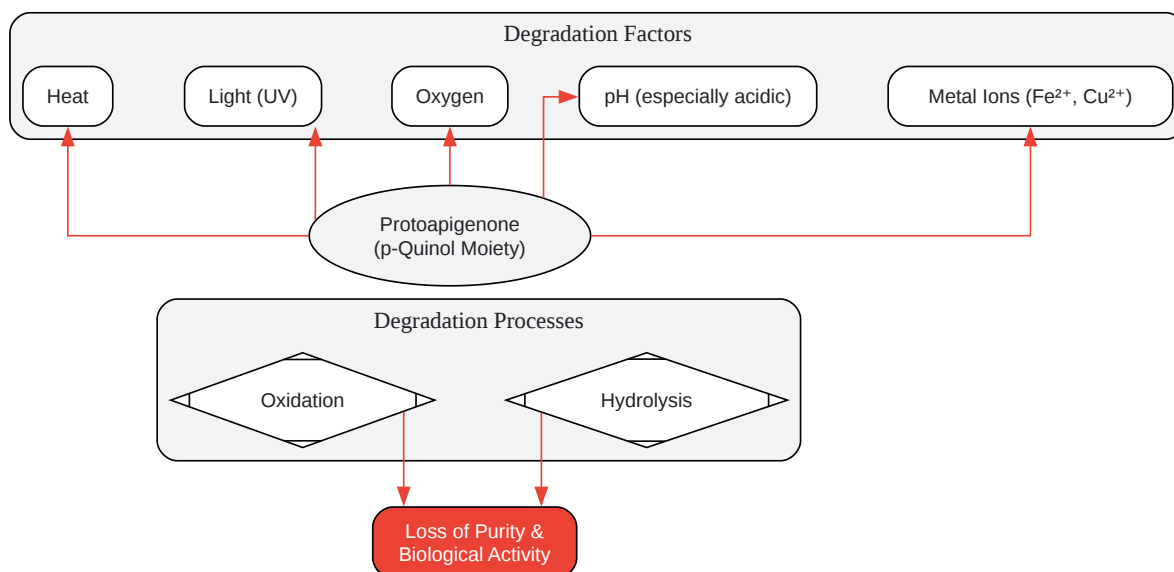 Degradation Factors
Heat
Light (UV)
Oxygen
pH (especially acidic)
Metal Ions (Fe²⁺, Cu²⁺)
Protoapigenone
(p-Quinol Moiety)
Degradation Processes
Oxidation
Hydrolysis
Loss of Purity &
Biological Activity